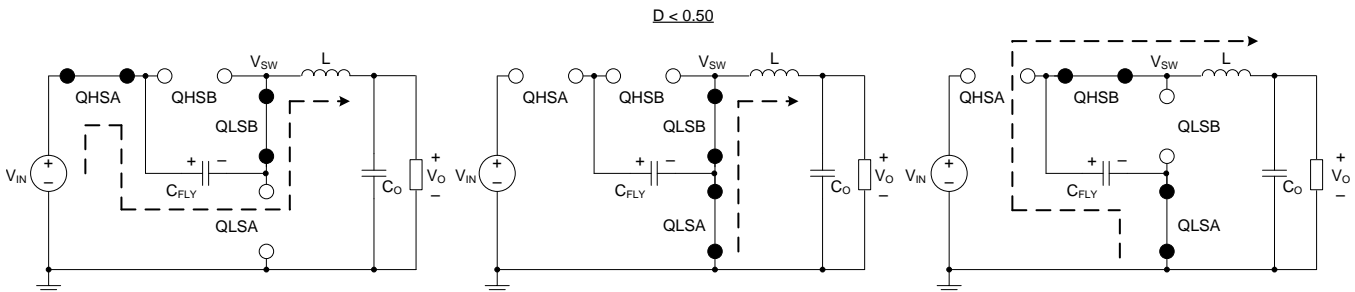 D < 0.50
V_SW L
QHSA QHSB
QLSB
+ −
V_IN + −
C_FLY
C_O
+
V_O
−
QLSA
V_SW L
QHSA QHSB
QLSB
+ −
V_IN + −
C_FLY
C_O
+
V_O
−
QLSA
V_SW L
QHSA QHSB
QLSB
+ −
V_IN + −
C_FLY
C_O
+
V_O
−
QLSA